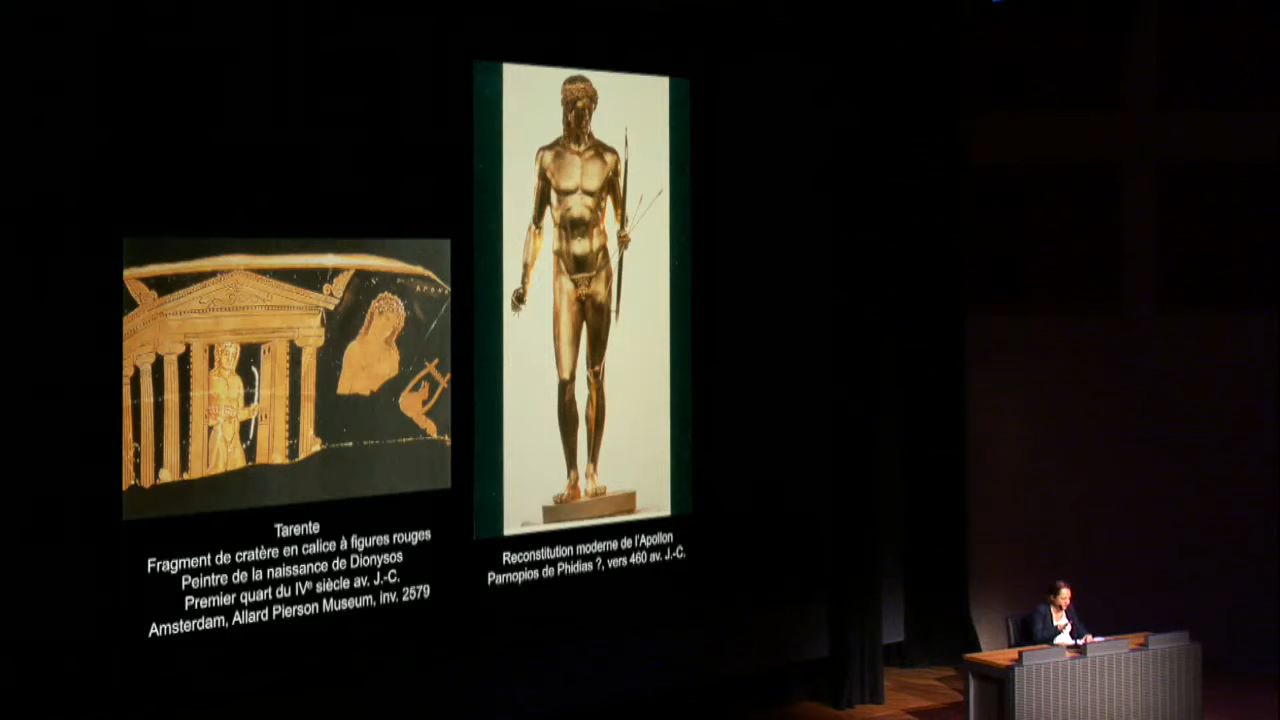 Tarente
Fragment de cratère en calice à figures rouges
Peintre de la naissance de Dionysos
Premier quart du IVe siècle av. J.-C.
Amsterdam, Allard Pierson Museum, inv. 2579
Reconstitution moderne de l'Apollon
Parnopios de Phidias ?, vers 460 av. J.-C.